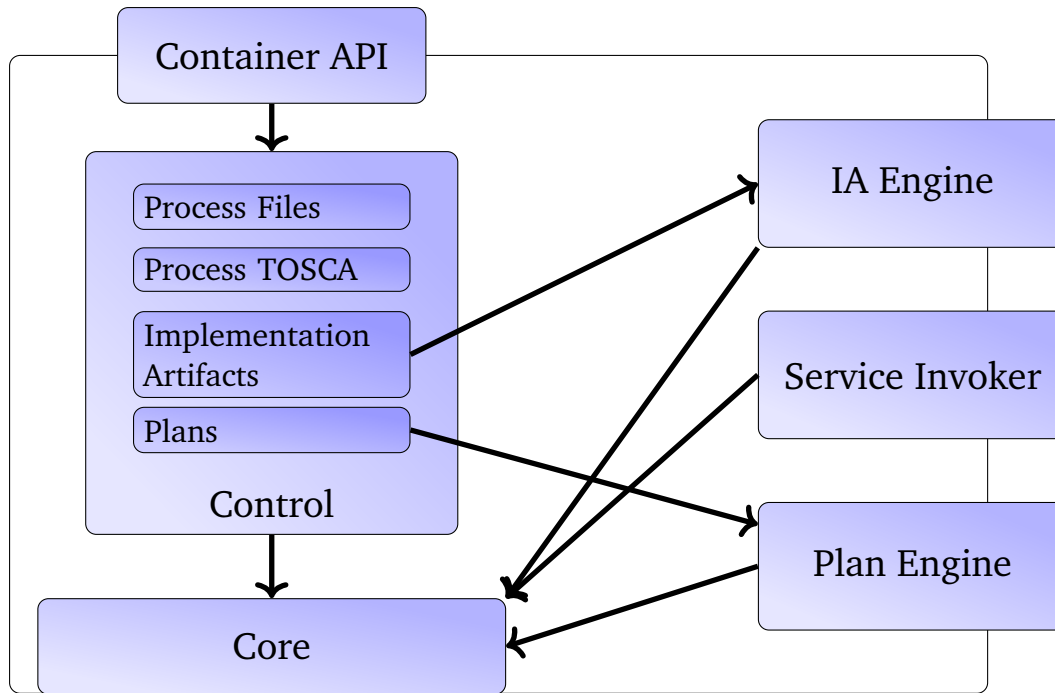 Container API
Process Files
Process TOSCA
Implementation
Artifacts
Plans
Control
Core
IA Engine
Service Invoker
Plan Engine